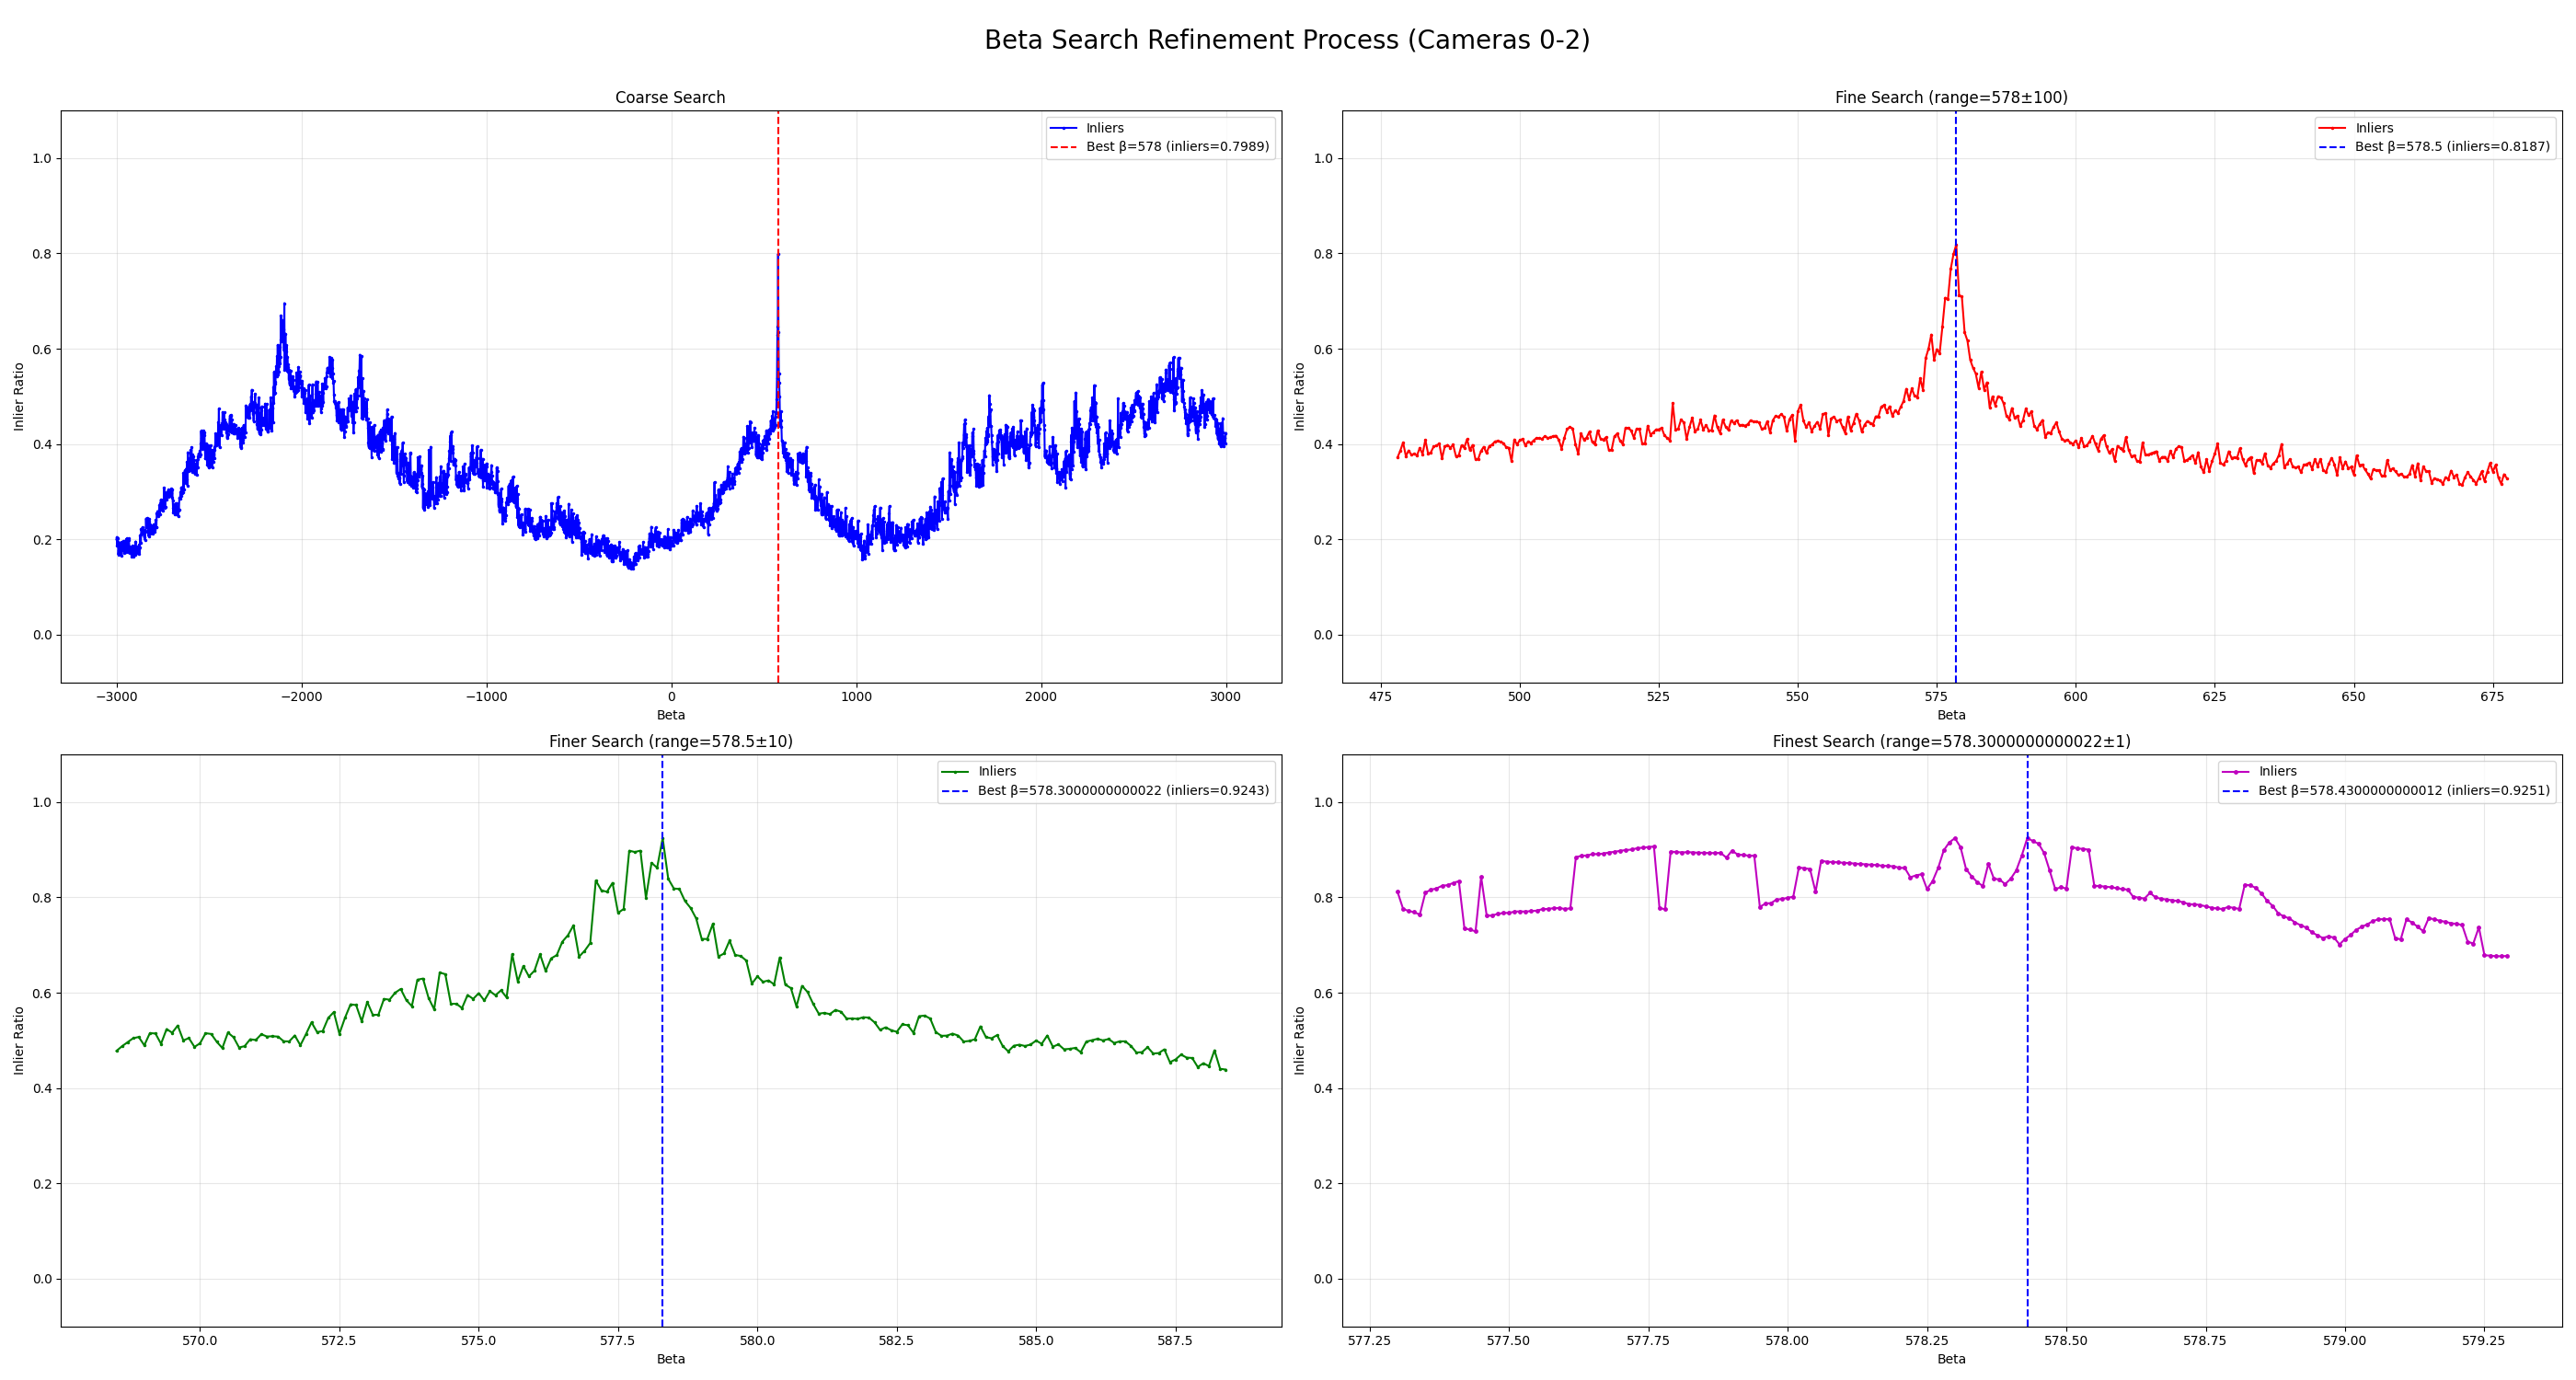 Beta Search Refinement Process (Cameras 0-2)
Coarse Search
Inliers
Best β=578 (inliers=0.7989)
1.0
0.8
0.6
0.4
0.2
0.0
Inlier Ratio
−3000 −2000 −1000 0 1000 2000 3000
Beta
Fine Search (range=578±100)
Inliers
Best β=578.5 (inliers=0.8187)
1.0
0.8
0.6
0.4
0.2
0.0
Inlier Ratio
475 500 525 550 575 600 625 650 675
Beta
Finer Search (range=578.5±10)
Inliers
Best β=578.3000000000022 (inliers=0.9243)
1.0
0.8
0.6
0.4
0.2
0.0
Inlier Ratio
570.0 572.5 575.0 577.5 580.0 582.5 585.0 587.5
Beta
Finest Search (range=578.3000000000022±1)
Inliers
Best β=578.4300000000012 (inliers=0.9251)
1.0
0.8
0.6
0.4
0.2
0.0
Inlier Ratio
577.25 577.50 577.75 578.00 578.25 578.50 578.75 579.00 579.25
Beta